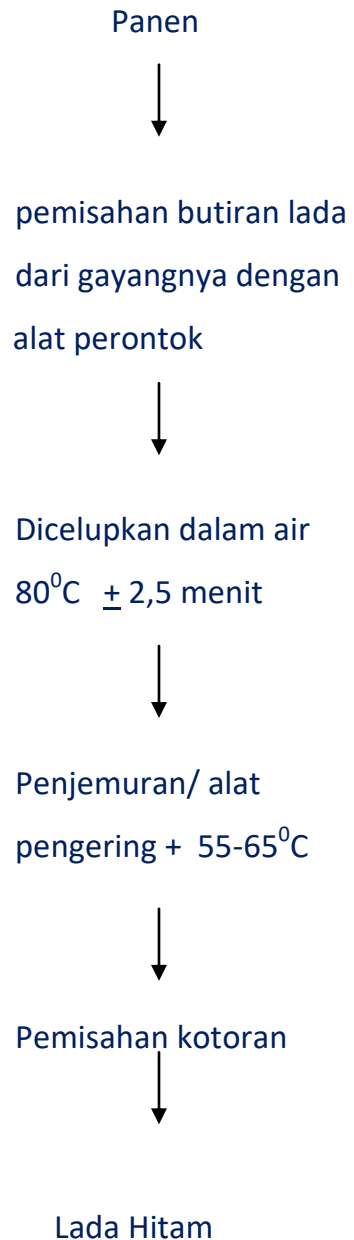 Panen
pemisahan butiran lada
dari gayangnya dengan
alat perontok
Dicelupkan dalam air
80⁰C ± 2,5 menit
Penjemuran/ alat
pengering + 55-65⁰C
Pemisahan kotoran
Lada Hitam